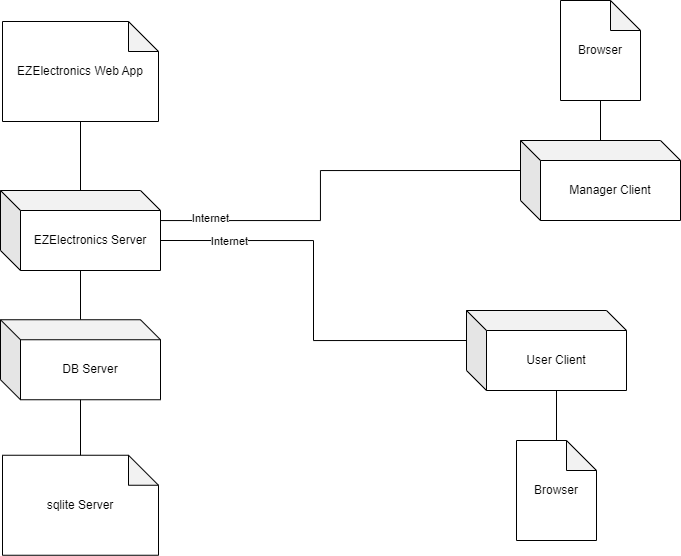 Browser
EZElectronics Web App
Manager Client
Internet
EZElectronics Server
Internet
User Client
DB Server
Browser
sqlite Server